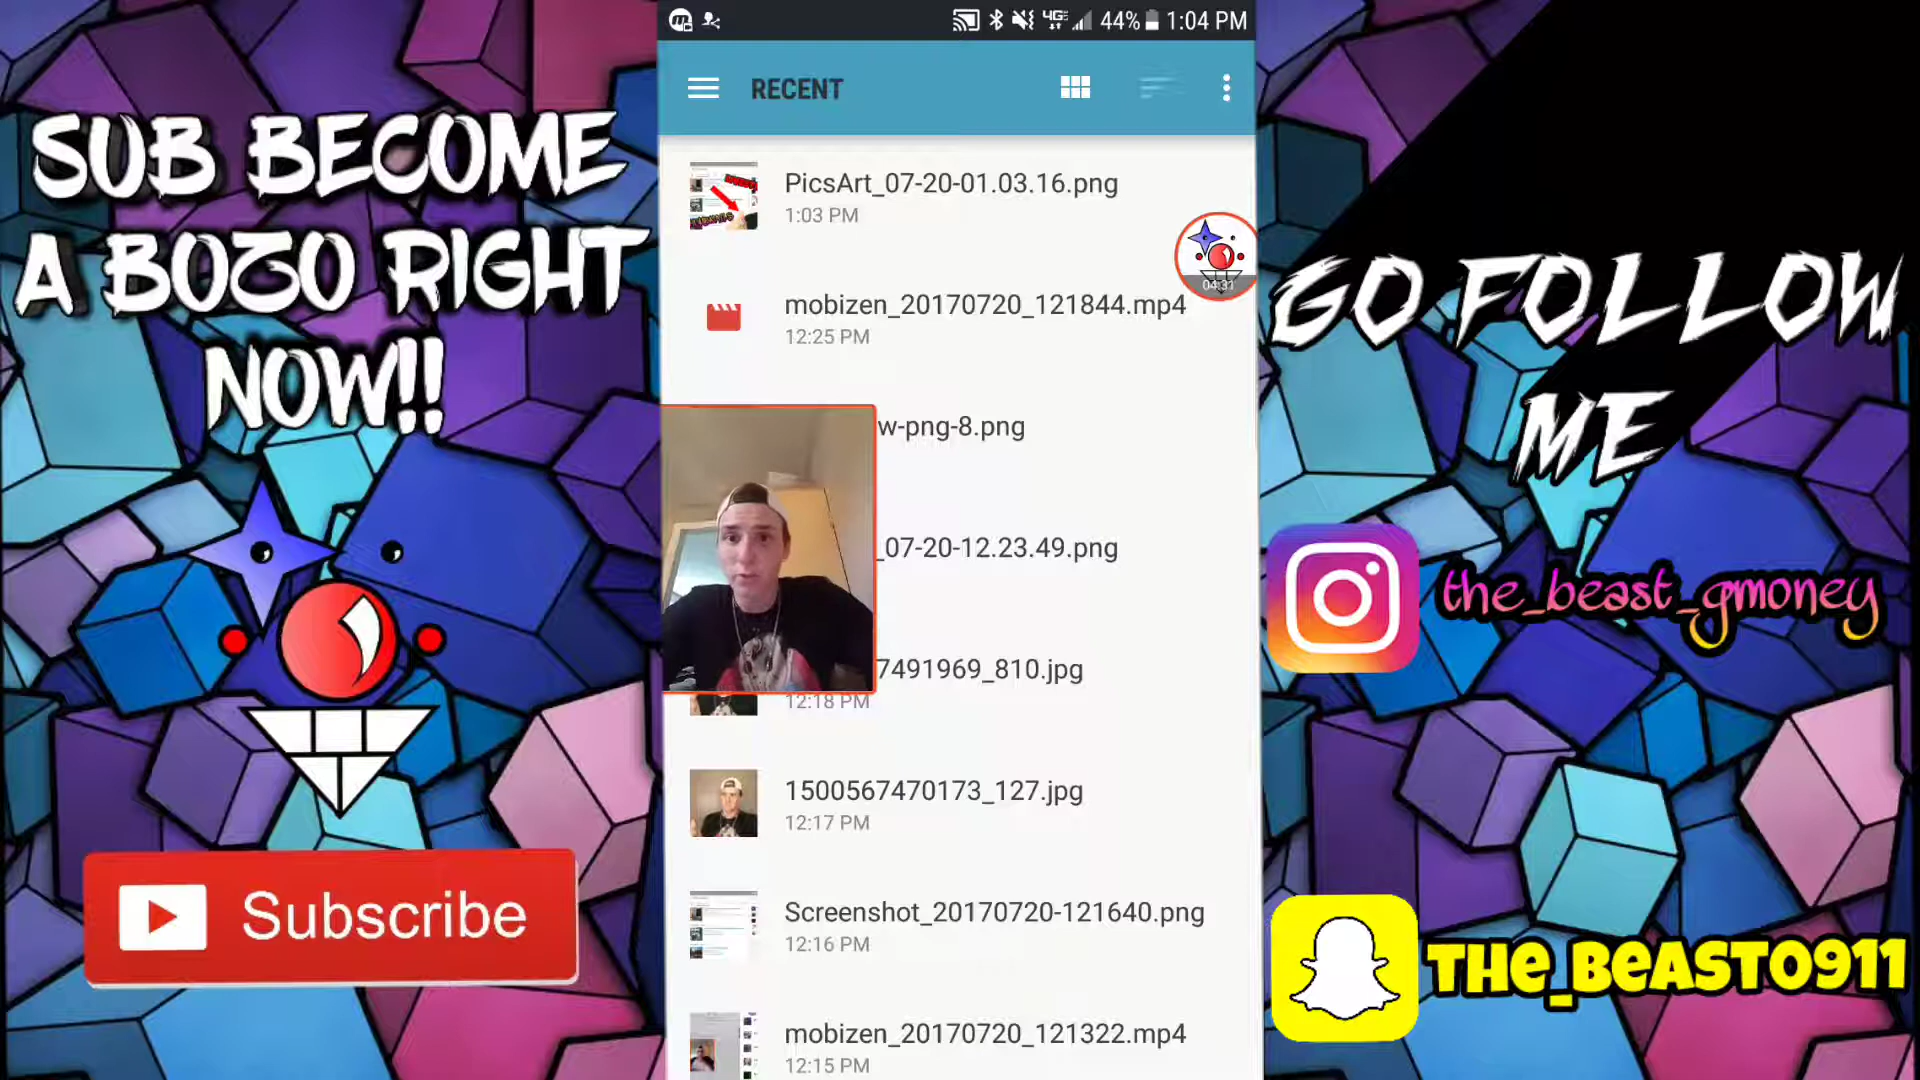 SUB BECOME
A BOZO RIGHT
NOW!!
Subscribe
44% 1:04 PM
RECENT
PicsArt_07-20-01.03.16.png
1:03 PM
04:31
mobizen_20170720_121844.mp4
12:25 PM
w-png-8.png
_07-20-12.23.49.png
7491969_810.jpg
12:18 PM
1500567470173_127.jpg
12:17 PM
Screenshot_20170720-121640.png
12:16 PM
mobizen_20170720_121322.mp4
12:15 PM
GO FOLLOW
ME
the_beast_gmoney
THE_BEAST0911